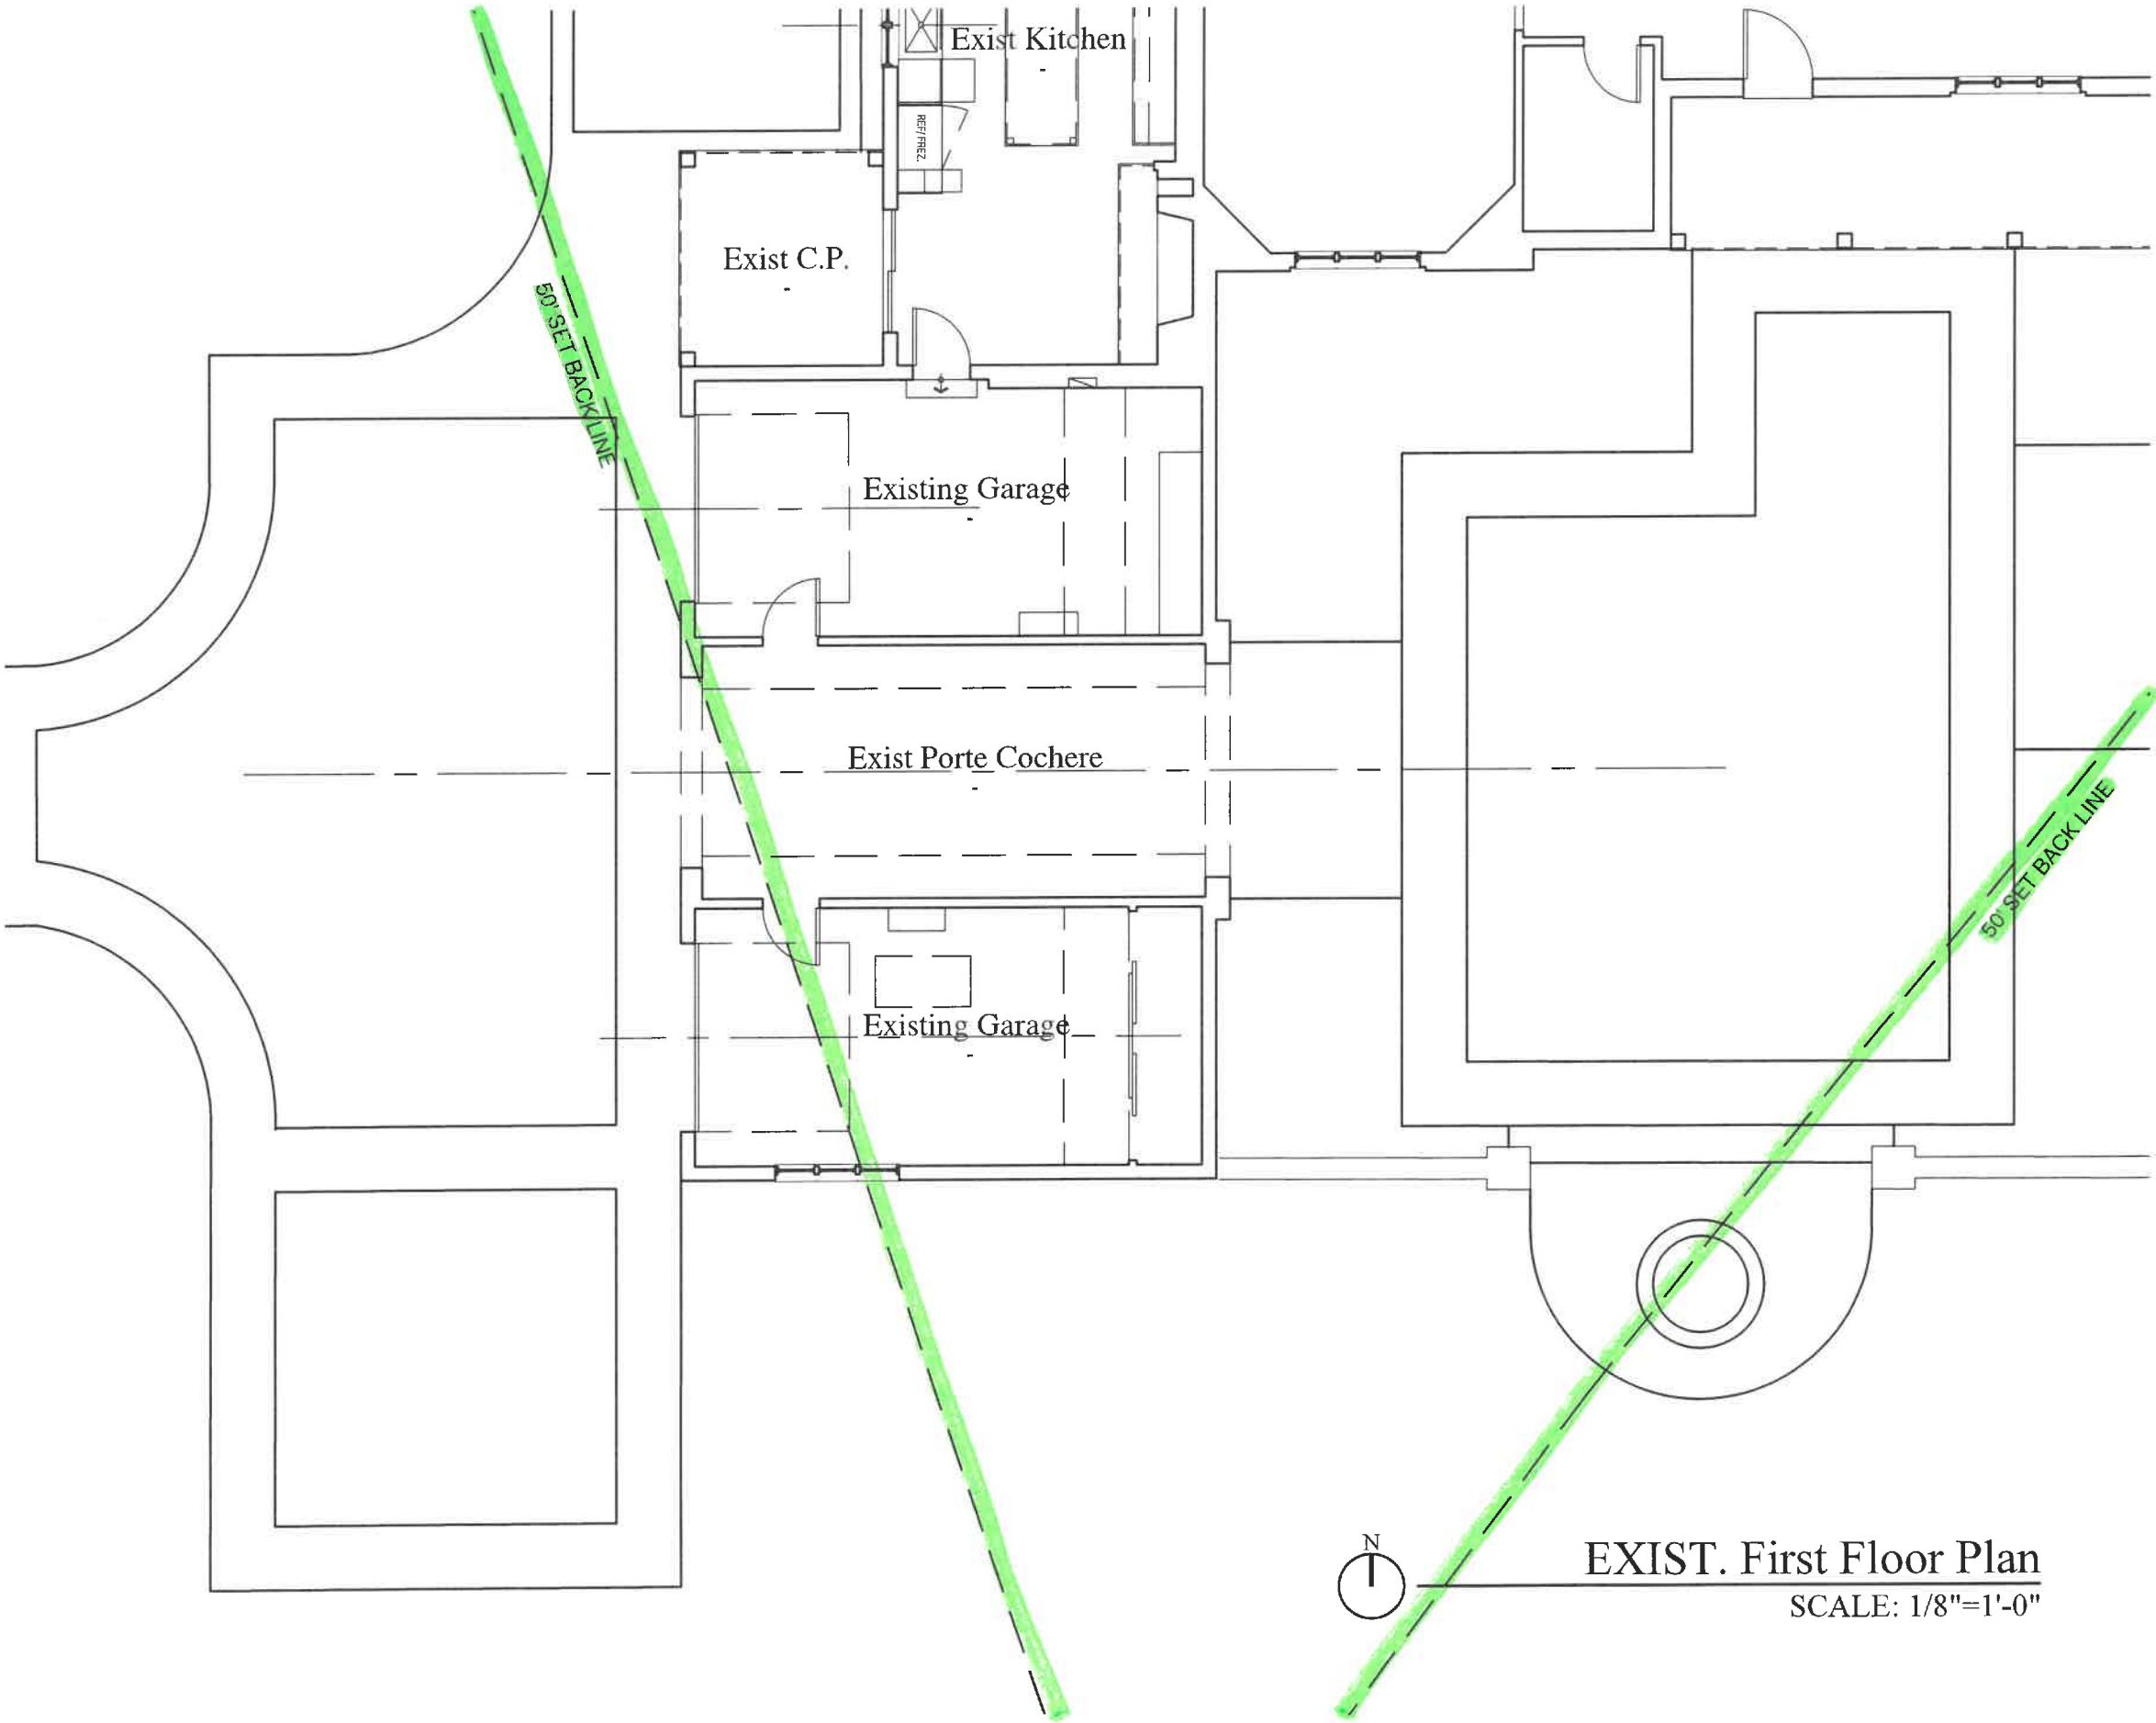 Exist Kitchen
-
REF/FREZ.
Exist C.P.
-
50' SET BACK LINE
Existing Garage
-
Exist Porte Cochere
-
50' SET BACK LINE
Existing Garage
-
N
EXIST. First Floor Plan
SCALE: 1/8"=1'-0"